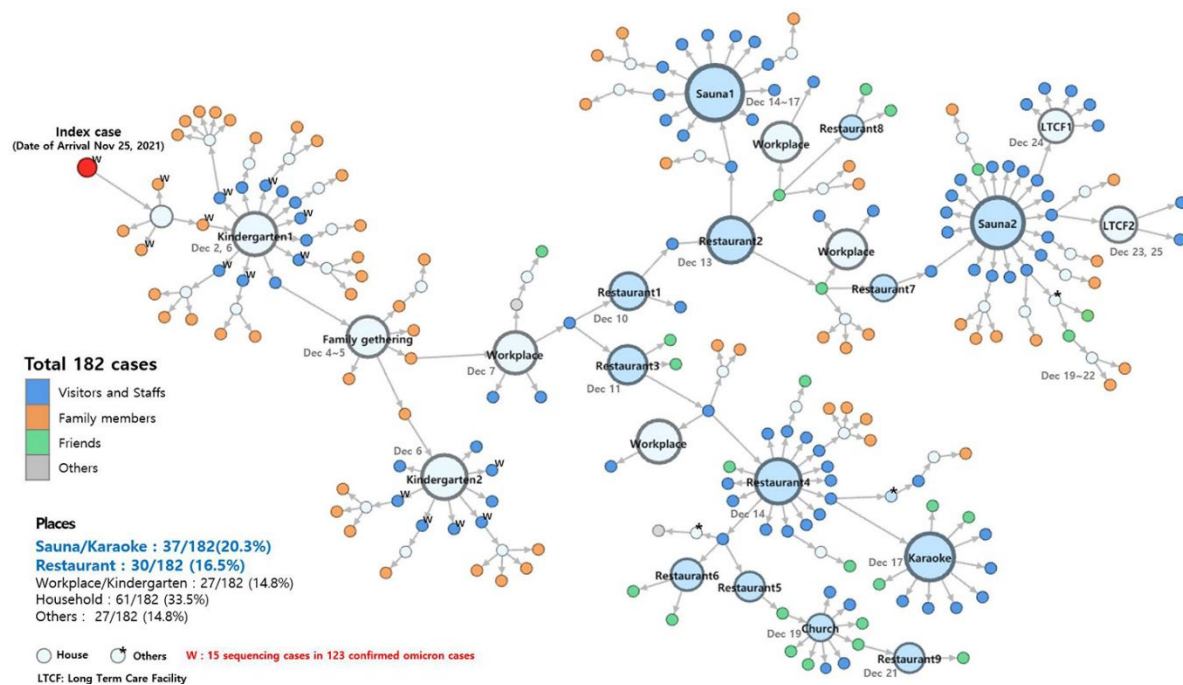 Index case
(Date of Arrival Nov 25, 2021)
W
W
W
W
W
W
W
W
W
W
W
Kindergarten1
Dec 2, 6
Family gethering
Dec 4~5
Workplace
Dec 7
Dec 6
Kindergarten2
W
W
W
W
W
Restaurant1
Dec 10
Restaurant3
Dec 11
Workplace
Restaurant2
Dec 13
Sauna1
Dec 14~17
Workplace
Restaurant8
Workplace
Restaurant7
Sauna2
LTCF1
Dec 24
LTCF2
Dec 23, 25
*
Dec 19~22
Restaurant4
Dec 14
*
*
Restaurant6
Restaurant5
Karaoke
Dec 17
Church
Dec 19
Restaurant9
Dec 21
Total 182 cases
Visitors and Staffs
Family members
Friends
Others
Places
Sauna/Karaoke : 37/182(20.3%)
Restaurant : 30/182 (16.5%)
Workplace/Kindergarten : 27/182 (14.8%)
Household : 61/182 (33.5%)
Others : 27/182 (14.8%)
House * Others W : 15 sequencing cases in 123 confirmed omicron cases
LTCF: Long Term Care Facility